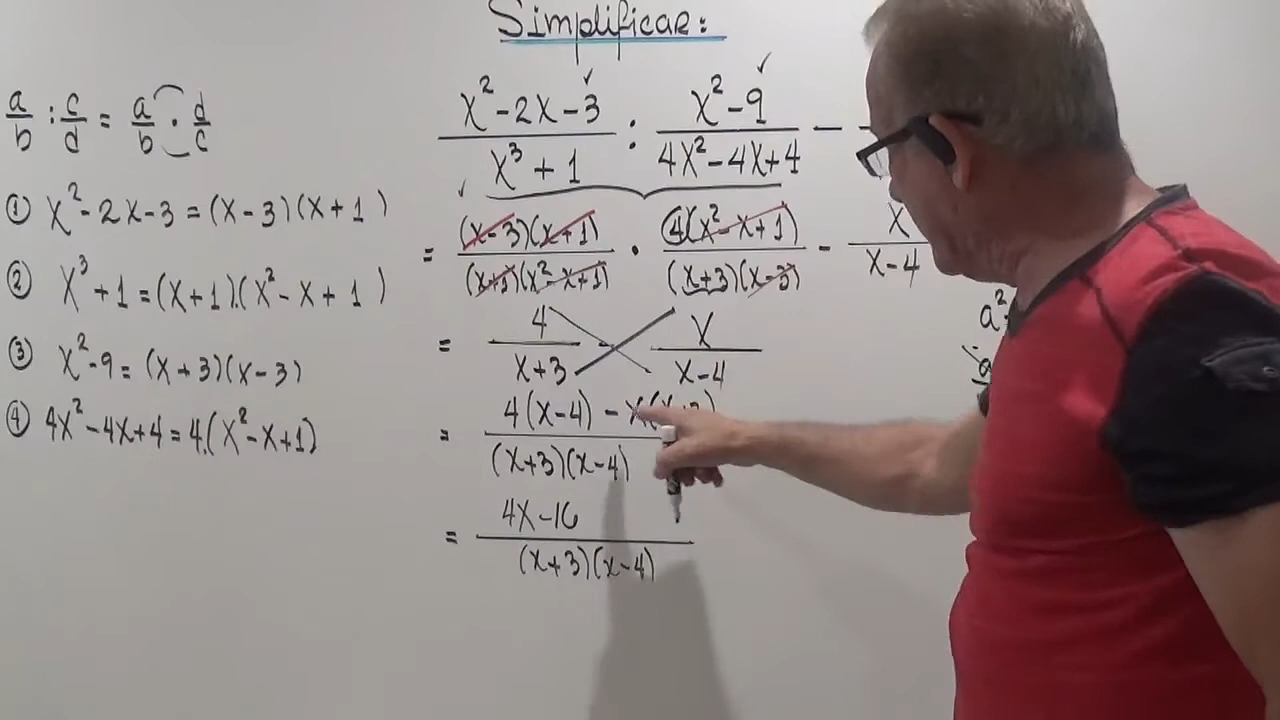 Simplificar:
a/b : c/d = a/b · d/c
① x² - 2x - 3 = (x - 3)(x + 1)
② x³ + 1 = (x + 1).(x² - x + 1)
③ x² - 9 = (x + 3)(x - 3)
④ 4x² - 4x + 4 = 4.(x² - x + 1)
(x² - 2x - 3)/(x³ + 1) : (x² - 9)/(4x² - 4x + 4) -
= (x - 3)(x + 1)/(x + 1)(x² - x + 1) · 4(x² - x + 1)/(x + 3)(x - 3) - x/(x - 4)
= 4/(x + 3) - x/(x - 4)
= 4(x - 4) - x(x /(x + 3)(x - 4)
= 4x - 16/(x + 3)(x - 4)
a²
a